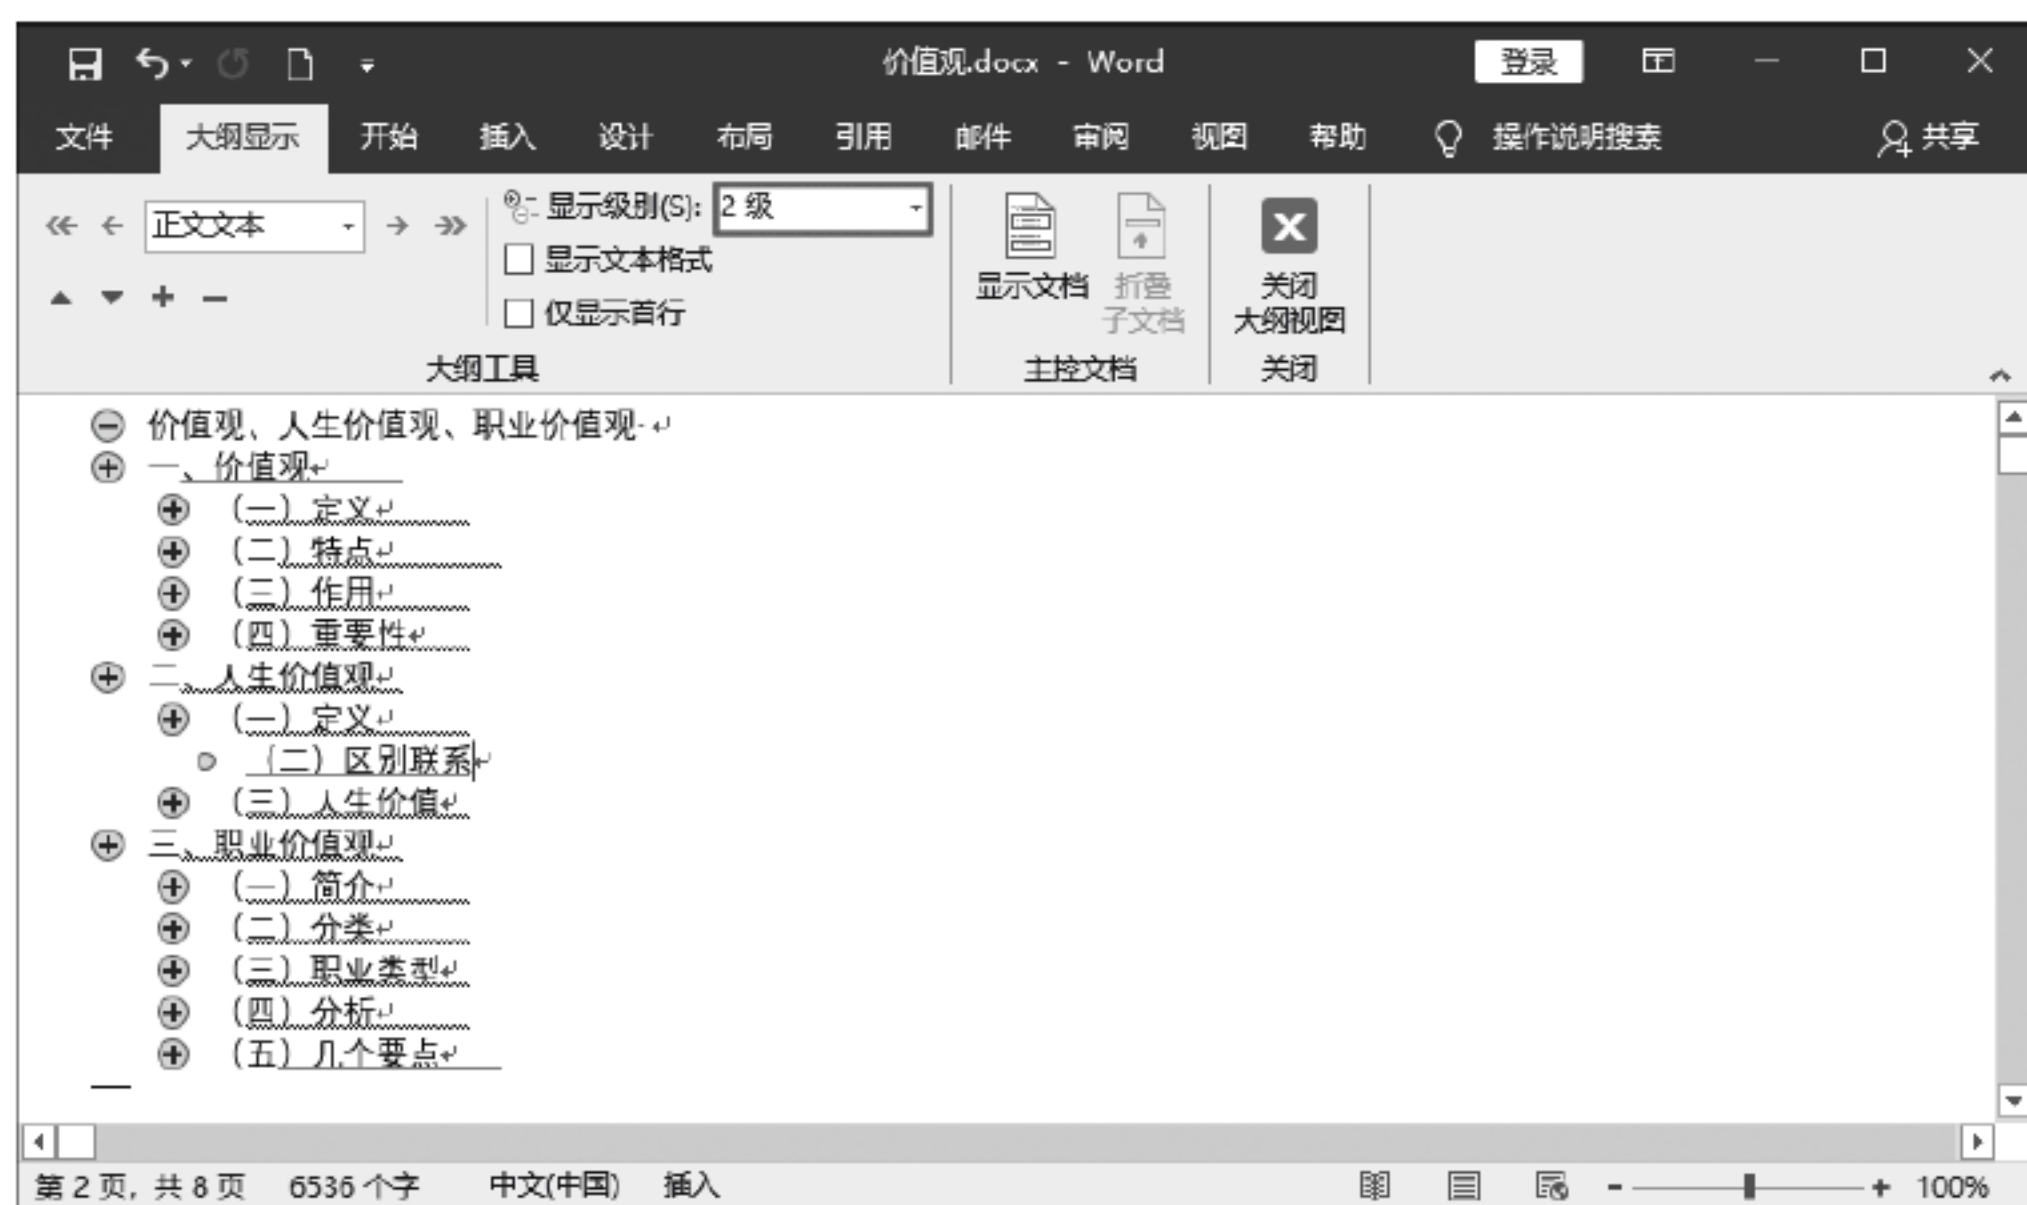 价值观.docx - Word
登录
文件 大纲显示 开始 插入 设计 布局 引用 邮件 审阅 视图 帮助 操作说明搜索 共享
正文文本
显示级别(S): 2 级
显示文本格式
仅显示首行
大纲工具
显示文档
折叠
子文档
主控文档
关闭
大纲视图
关闭
价值观、人生价值观、职业价值观
一、价值观
（一）定义
（二）特点
（三）作用
（四）重要性
二、人生价值观
（一）定义
（二）区别联系
（三）人生价值
三、职业价值观
（一）简介
（二）分类
（三）职业类型
（四）分析
（五）几个要点
第 2 页，共 8 页 6536 个字 中文(中国) 插入 100%